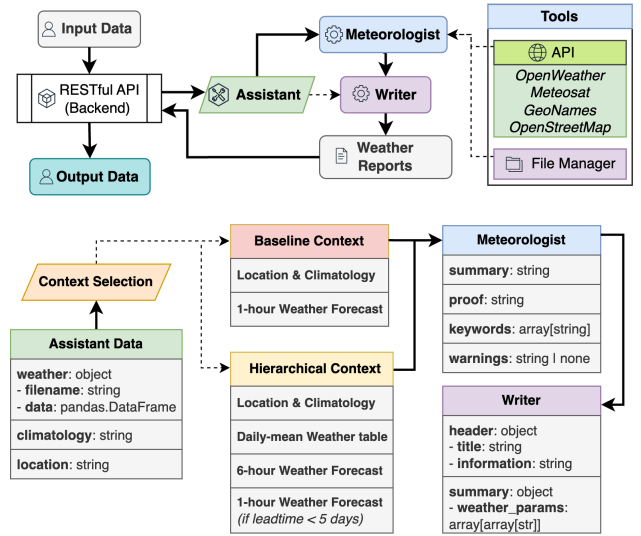 Input Data
RESTful API
(Backend)
Output Data
Assistant
Meteorologist
Writer
Weather
Reports
Tools
API
OpenWeather
Meteosat
GeoNames
OpenStreetMap
File Manager
Context Selection
Assistant Data
weather: object
- filename: string
- data: pandas.DataFrame
climatology: string
location: string
Baseline Context
Location & Climatology
1-hour Weather Forecast
Hierarchical Context
Location & Climatology
Daily-mean Weather table
6-hour Weather Forecast
1-hour Weather Forecast
(if leadtime < 5 days)
Meteorologist
summary: string
proof: string
keywords: array[string]
warnings: string | none
Writer
header: object
- title: string
- information: string
summary: object
- weather_params:
array[array[str]]